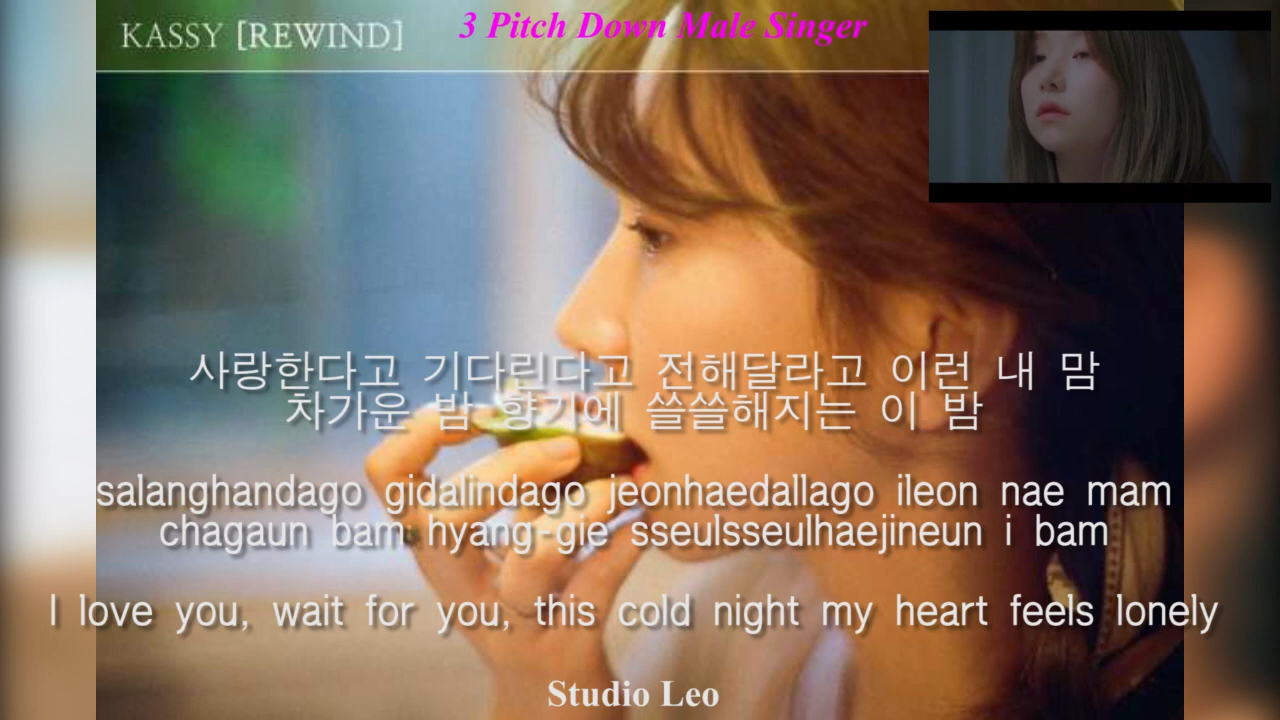 KASSY [REWIND]
3 Pitch Down Male Singer
사랑한다고 기다린다고 전해달라고 이런 내 맘
차가운 밤 향기에 쓸쓸해지는 이 밤
salanghandago gidalindago jeonhaedallago ileon nae mam
chagaun bam hyang-gie sseulsseulhaejineun i bam
I love you, wait for you, this cold night my heart feels lonely
Studio Leo